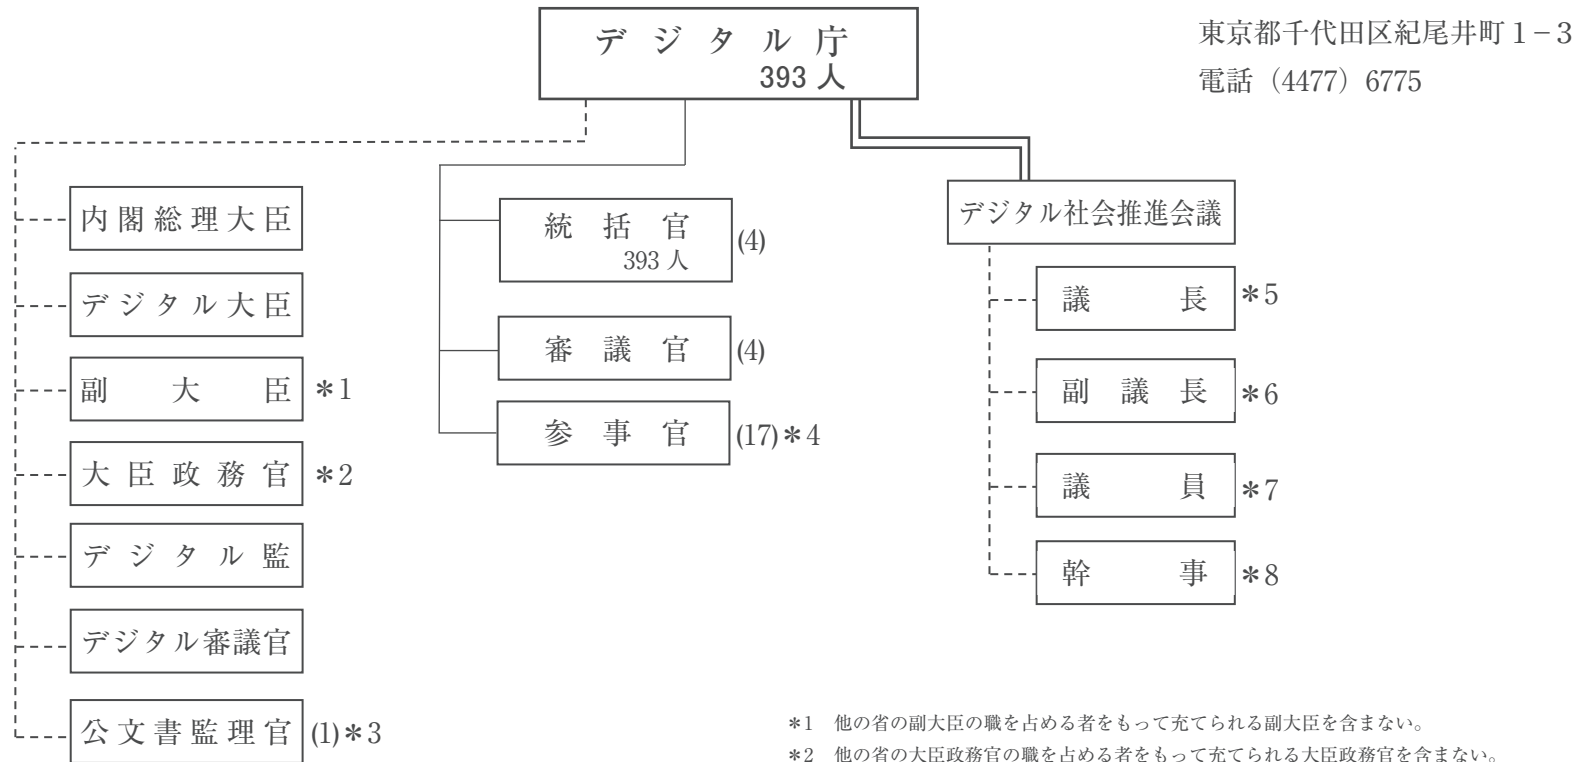 デジタル庁
393人
東京都千代田区紀尾井町1−3
電話（4477）6775
内閣総理大臣
デジタル大臣
副大臣 ＊1
大臣政務官 ＊2
デジタル監
デジタル審議官
公文書監理官 (1)＊3
統括官 (4)
393人
審議官 (4)
参事官 (17)＊4
デジタル社会推進会議
議長 ＊5
副議長 ＊6
議員 ＊7
幹事 ＊8
＊1 他の省の副大臣の職を占める者をもって充てられる副大臣を含まない。
＊2 他の省の大臣政務官の職を占める者をもって充てられる大臣政務官を含まない。